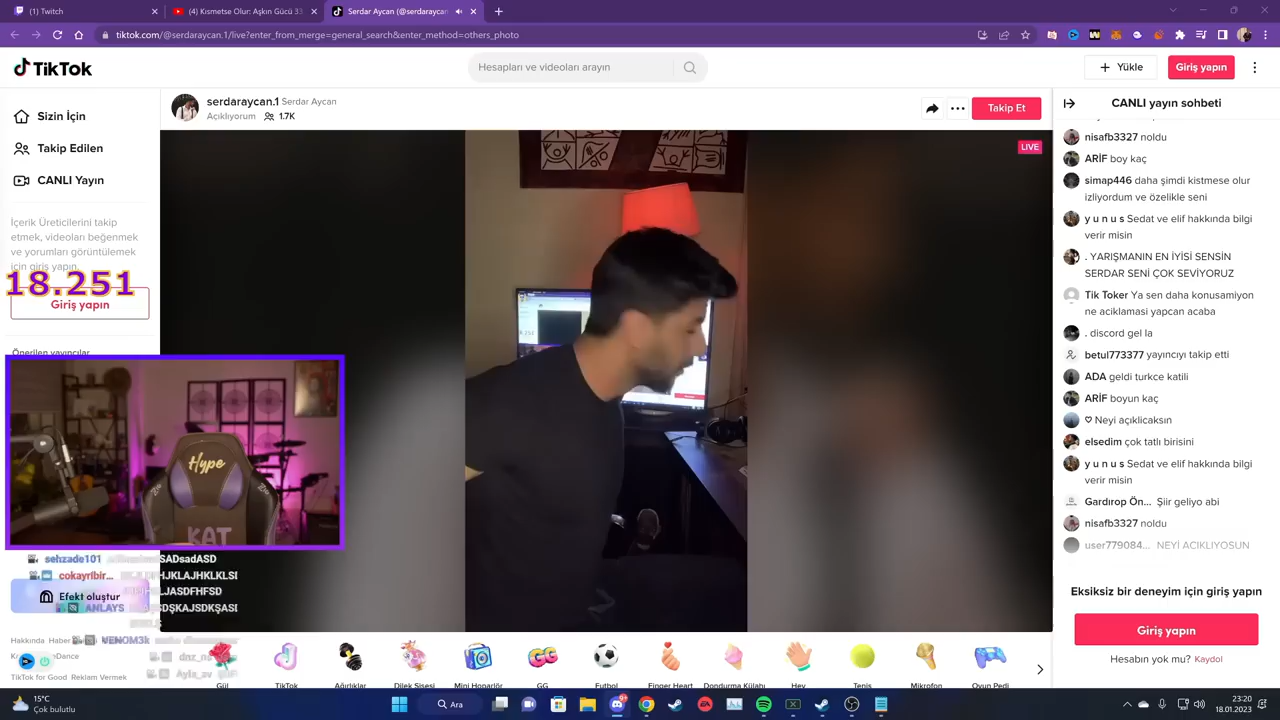 (1) Twitch
(4) Kısmetse Olur: Aşkın Gücü 33
Serdar Aycan (@serdaraycan
tiktok.com/@serdaraycan.1/live?enter_from_merge=general_search&enter_method=others_photo
TikTok
Hesapları ve videoları arayın
Yükle
Giriş yapın
Sizin İçin
Takip Edilen
CANLI Yayın
İçerik Üreticilerini takip
etmek, videoları beğenmek
ve yorumları görüntülemek
için giriş yapın.
18.251
Giriş yapın
Önerilen yayıncılar
serdaraycan.1 Serdar Aycan
Açıklıyorum 1.7K
Takip Et
LIVE
Hype
KAT
sehzade101
SADsadASD
cokayribir...
Efekt oluştur
ANLAYS
VENOM3k
Hakkında
TikTok for Good Reklam Vermek
Gül
TikTok
Ağırlıklar
Dilek Şişesi
Mini Hoparlör
GG
Futbol
Finger Heart
Dondurma Külahı
Hey
Tenis
Mikrofon
Oyun Pedi
CANLI yayın sohbeti
nisafb3327 noldu
ARİF boy kaç
simap446 daha şimdi kistmese olur
izliyordum ve özelikle seni
y u n u s Sedat ve elif hakkında bilgi
verir misin
. YARIŞMANIN EN İYİSİ SENSİN
SERDAR SENİ ÇOK SEVİYORUZ
Tik Toker Ya sen daha konusamiyon
ne aciklamasi yapcan acaba
. discord gel la
betul773377 yayıncıyı takip etti
ADA geldi turkce katili
ARİF boyun kaç
♡ Neyi açıklicaksın
elsedim çok tatlı birisini
y u n u s Sedat ve elif hakkında bilgi
verir misin
Gardırop Ön... Şiir geliyo abi
nisafb3327 noldu
user779084... NEYİ ACIKLIYOSUN
Eksiksiz bir deneyim için giriş yapın
Giriş yapın
Hesabın yok mu? Kaydol
15°C
Çok bulutlu
Ara
23:20
18.01.2023